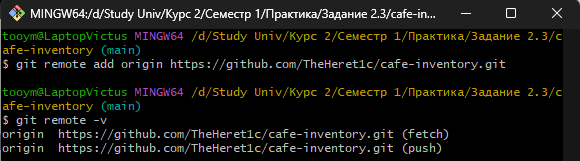 MINGW64:/d/Study Univ/Курс 2/Семестр 1/Практика/Задание 2.3/cafe-in...
tooym@LaptopVictus MINGW64 /d/Study Univ/Курс 2/Семестр 1/Практика/Задание 2.3/c
afe-inventory (main)
$ git remote add origin https://github.com/TheHeret1c/cafe-inventory.git
tooym@LaptopVictus MINGW64 /d/Study Univ/Курс 2/Семестр 1/Практика/Задание 2.3/c
afe-inventory (main)
$ git remote -v
origin  https://github.com/TheHeret1c/cafe-inventory.git (fetch)
origin  https://github.com/TheHeret1c/cafe-inventory.git (push)